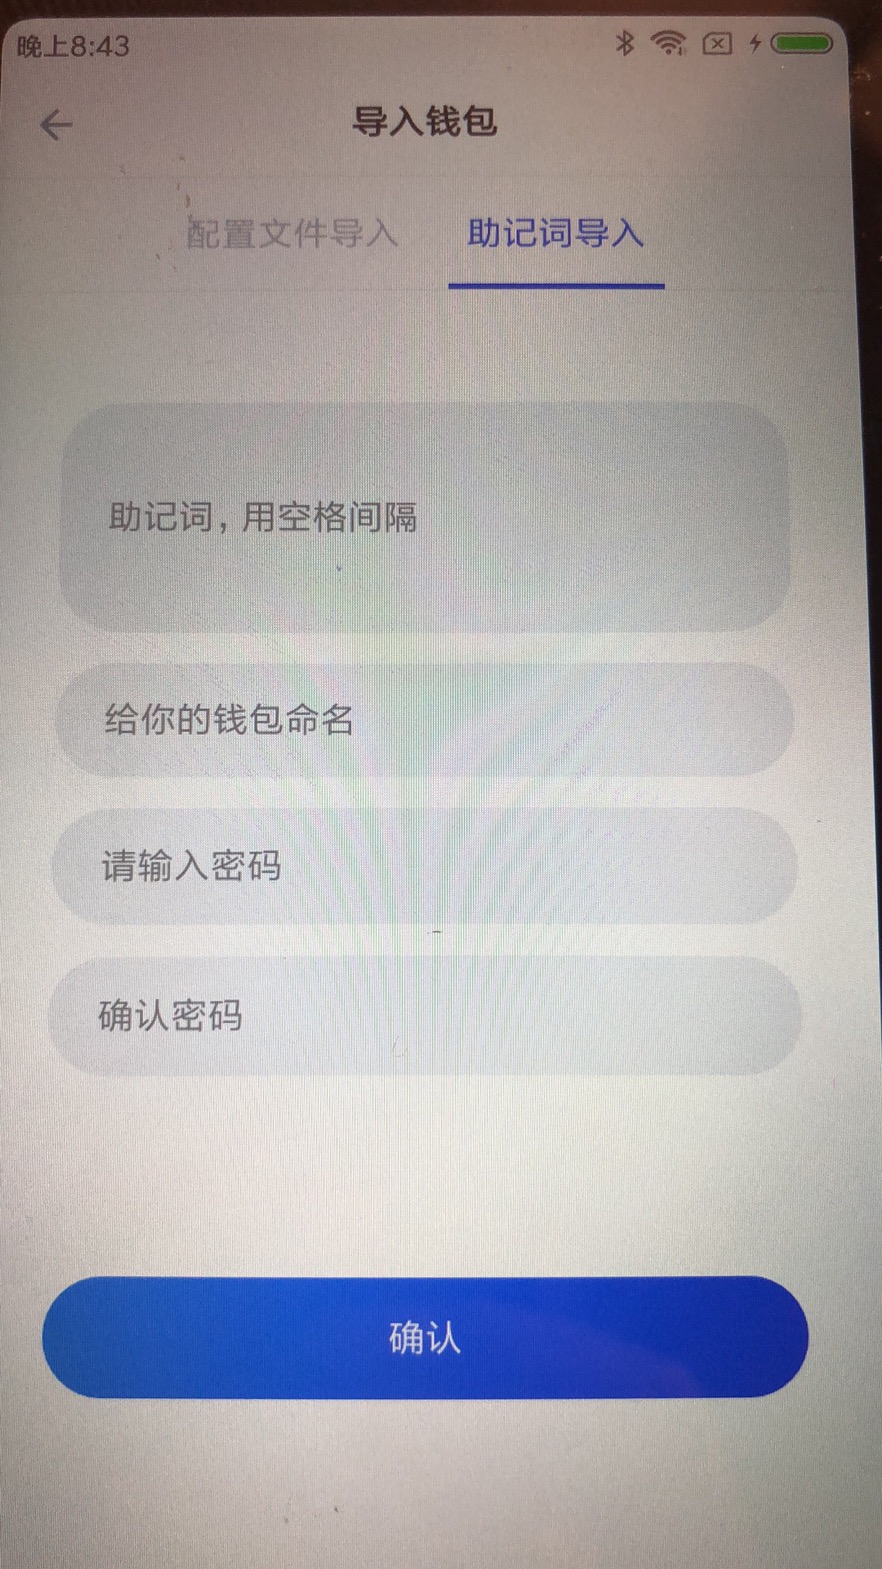 晚上8:43
导入钱包
配置文件导入 助记词导入
助记词，用空格间隔
给你的钱包命名
请输入密码
确认密码
确认